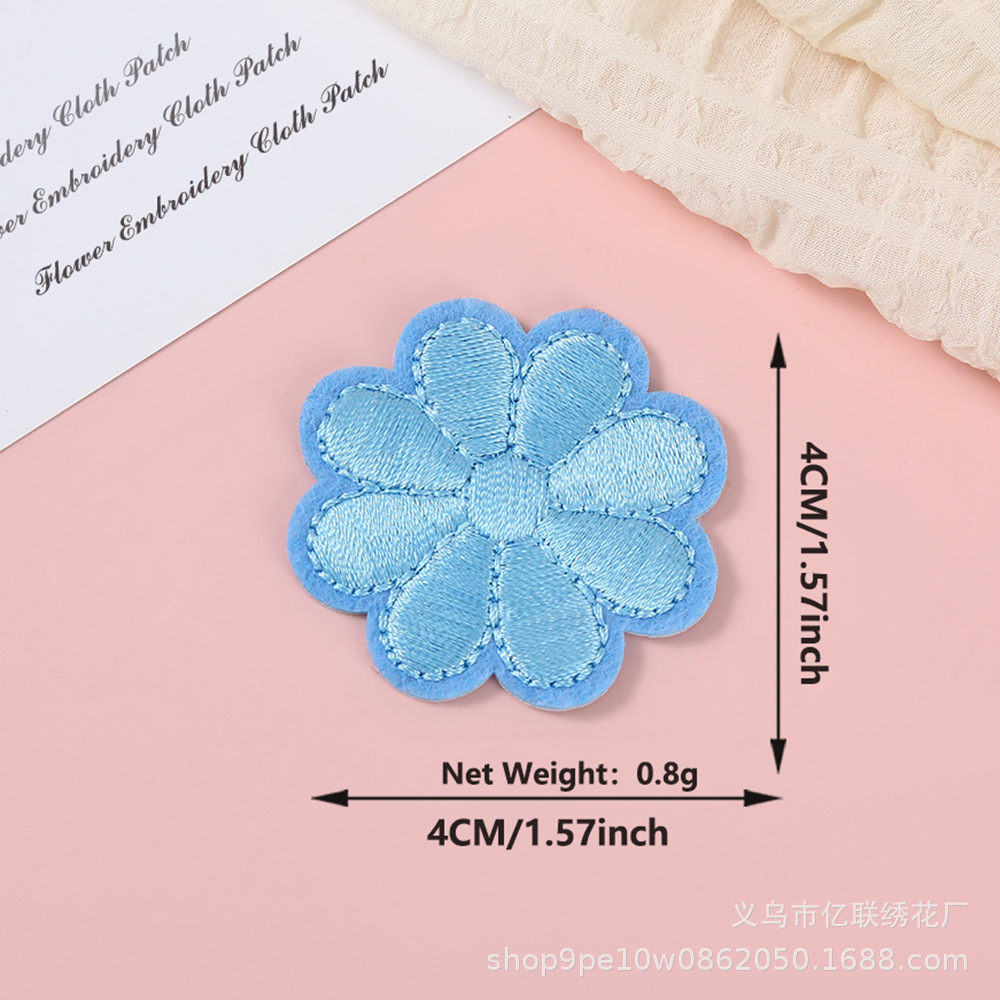 dery Cloth Patch
er Embroidery Cloth Patch
Flower Embroidery Cloth Patch
4CM/1.57inch
Net Weight: 0.8g
4CM/1.57inch
义乌市亿联绣花厂
shop9pe10w0862050.1688.com